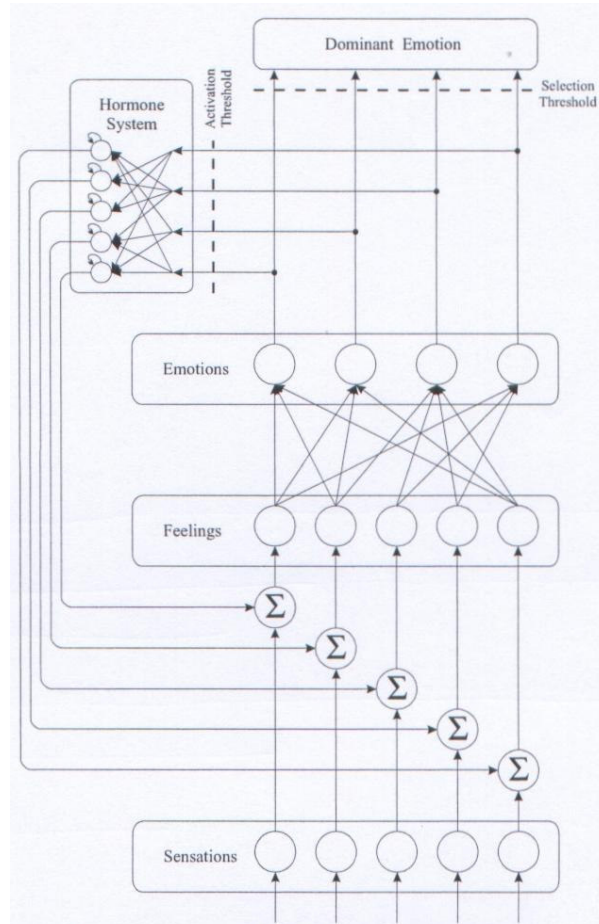 Dominant Emotion
Selection
Threshold
Activation
Threshold
Hormone
System
Emotions
Feelings
Σ
Σ
Σ
Σ
Σ
Sensations